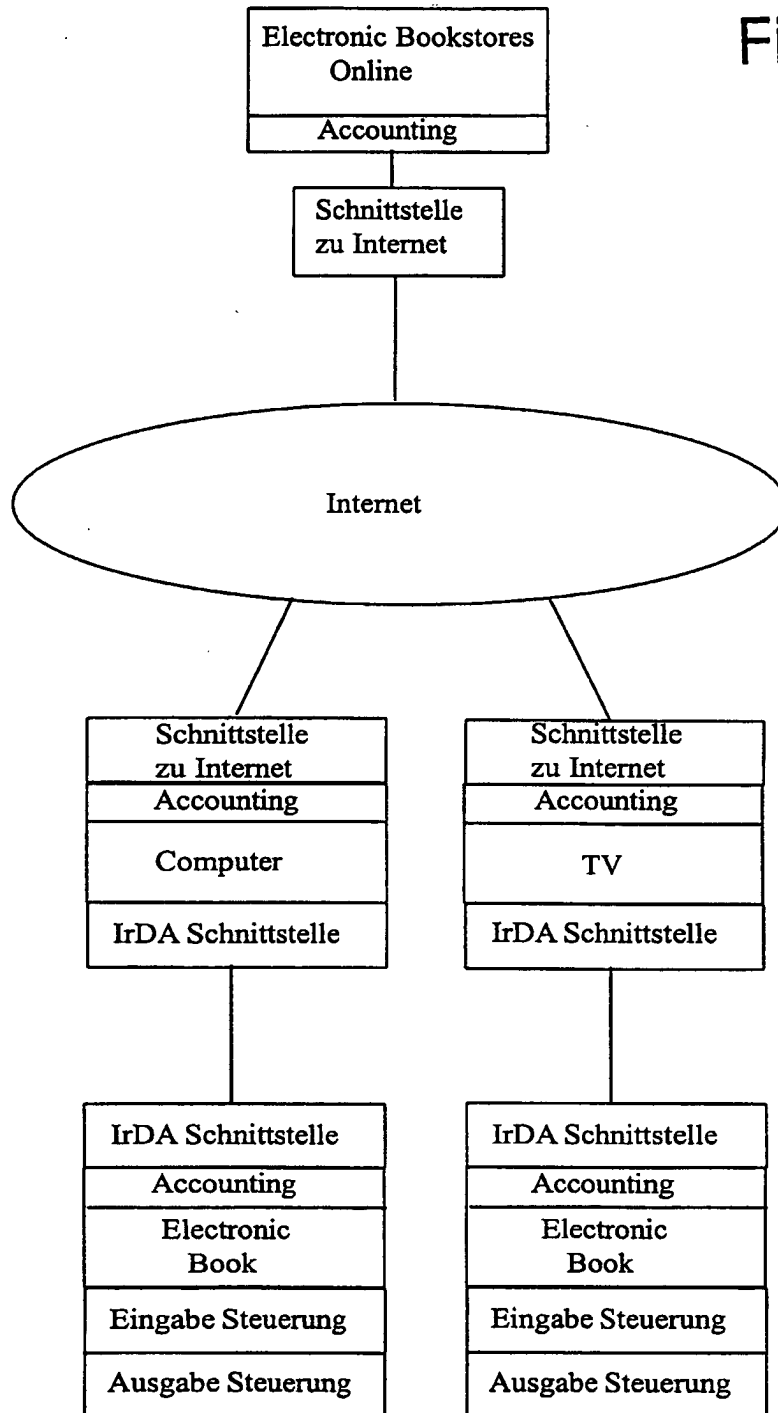 Fi
Electronic Bookstores
Online
Accounting
Schnittstelle
zu Internet
Internet
Schnittstelle
zu Internet
Accounting
Computer
IrDA Schnittstelle
Schnittstelle
zu Internet
Accounting
TV
IrDA Schnittstelle
IrDA Schnittstelle
Accounting
Electronic
Book
Eingabe Steuerung
Ausgabe Steuerung
IrDA Schnittstelle
Accounting
Electronic
Book
Eingabe Steuerung
Ausgabe Steuerung